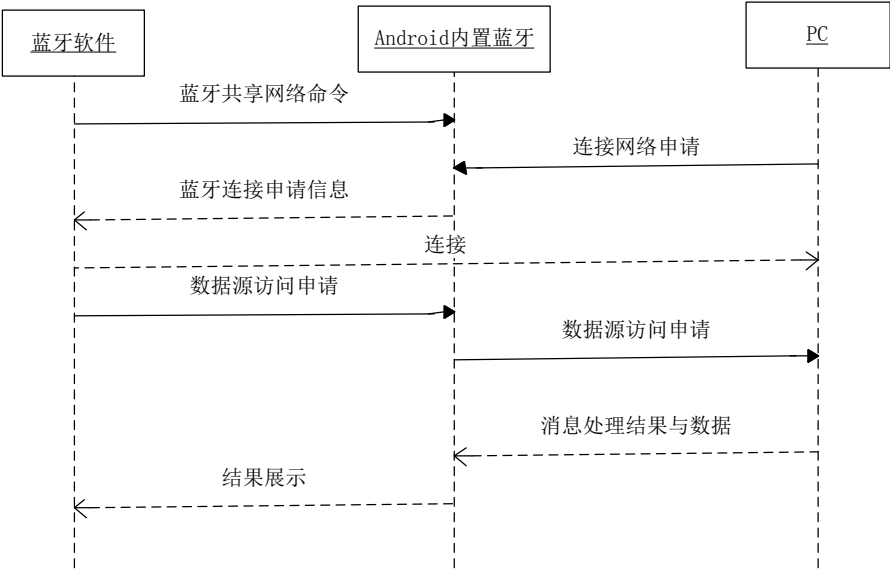 蓝牙软件
Android内置蓝牙
PC
蓝牙共享网络命令
连接网络申请
蓝牙连接申请信息
连接
数据源访问申请
数据源访问申请
消息处理结果与数据
结果展示